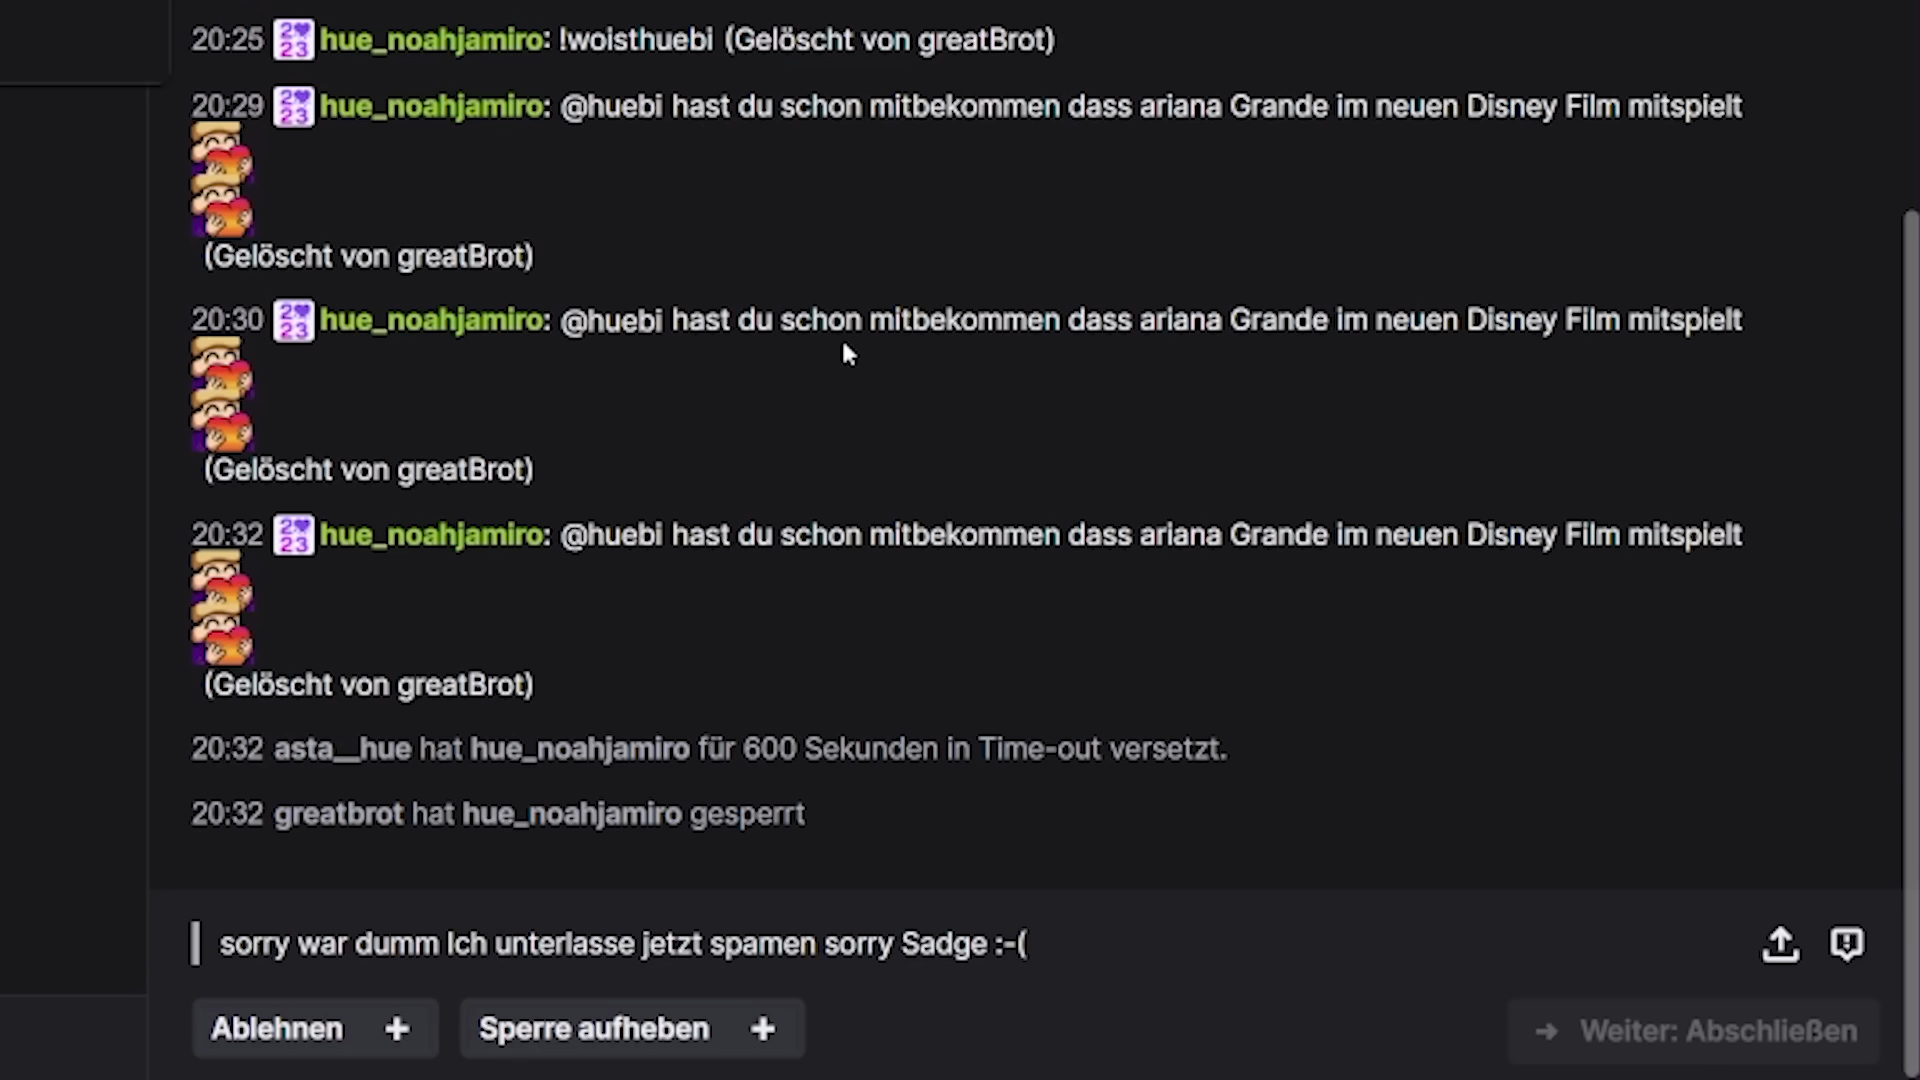 20:25 2023 hue_noahjamiro: !woisthuebi (Gelöscht von greatBrot)
20:29 2023 hue_noahjamiro: @huebi hast du schon mitbekommen dass ariana Grande im neuen Disney Film mitspielt
(Gelöscht von greatBrot)
20:30 2023 hue_noahjamiro: @huebi hast du schon mitbekommen dass ariana Grande im neuen Disney Film mitspielt
(Gelöscht von greatBrot)
20:32 2023 hue_noahjamiro: @huebi hast du schon mitbekommen dass ariana Grande im neuen Disney Film mitspielt
(Gelöscht von greatBrot)
20:32 asta__hue hat hue_noahjamiro für 600 Sekunden in Time-out versetzt.
20:32 greatbrot hat hue_noahjamiro gesperrt
sorry war dumm Ich unterlasse jetzt spamen sorry Sadge :-(
Ablehnen + Sperre aufheben + → Weiter: Abschließen